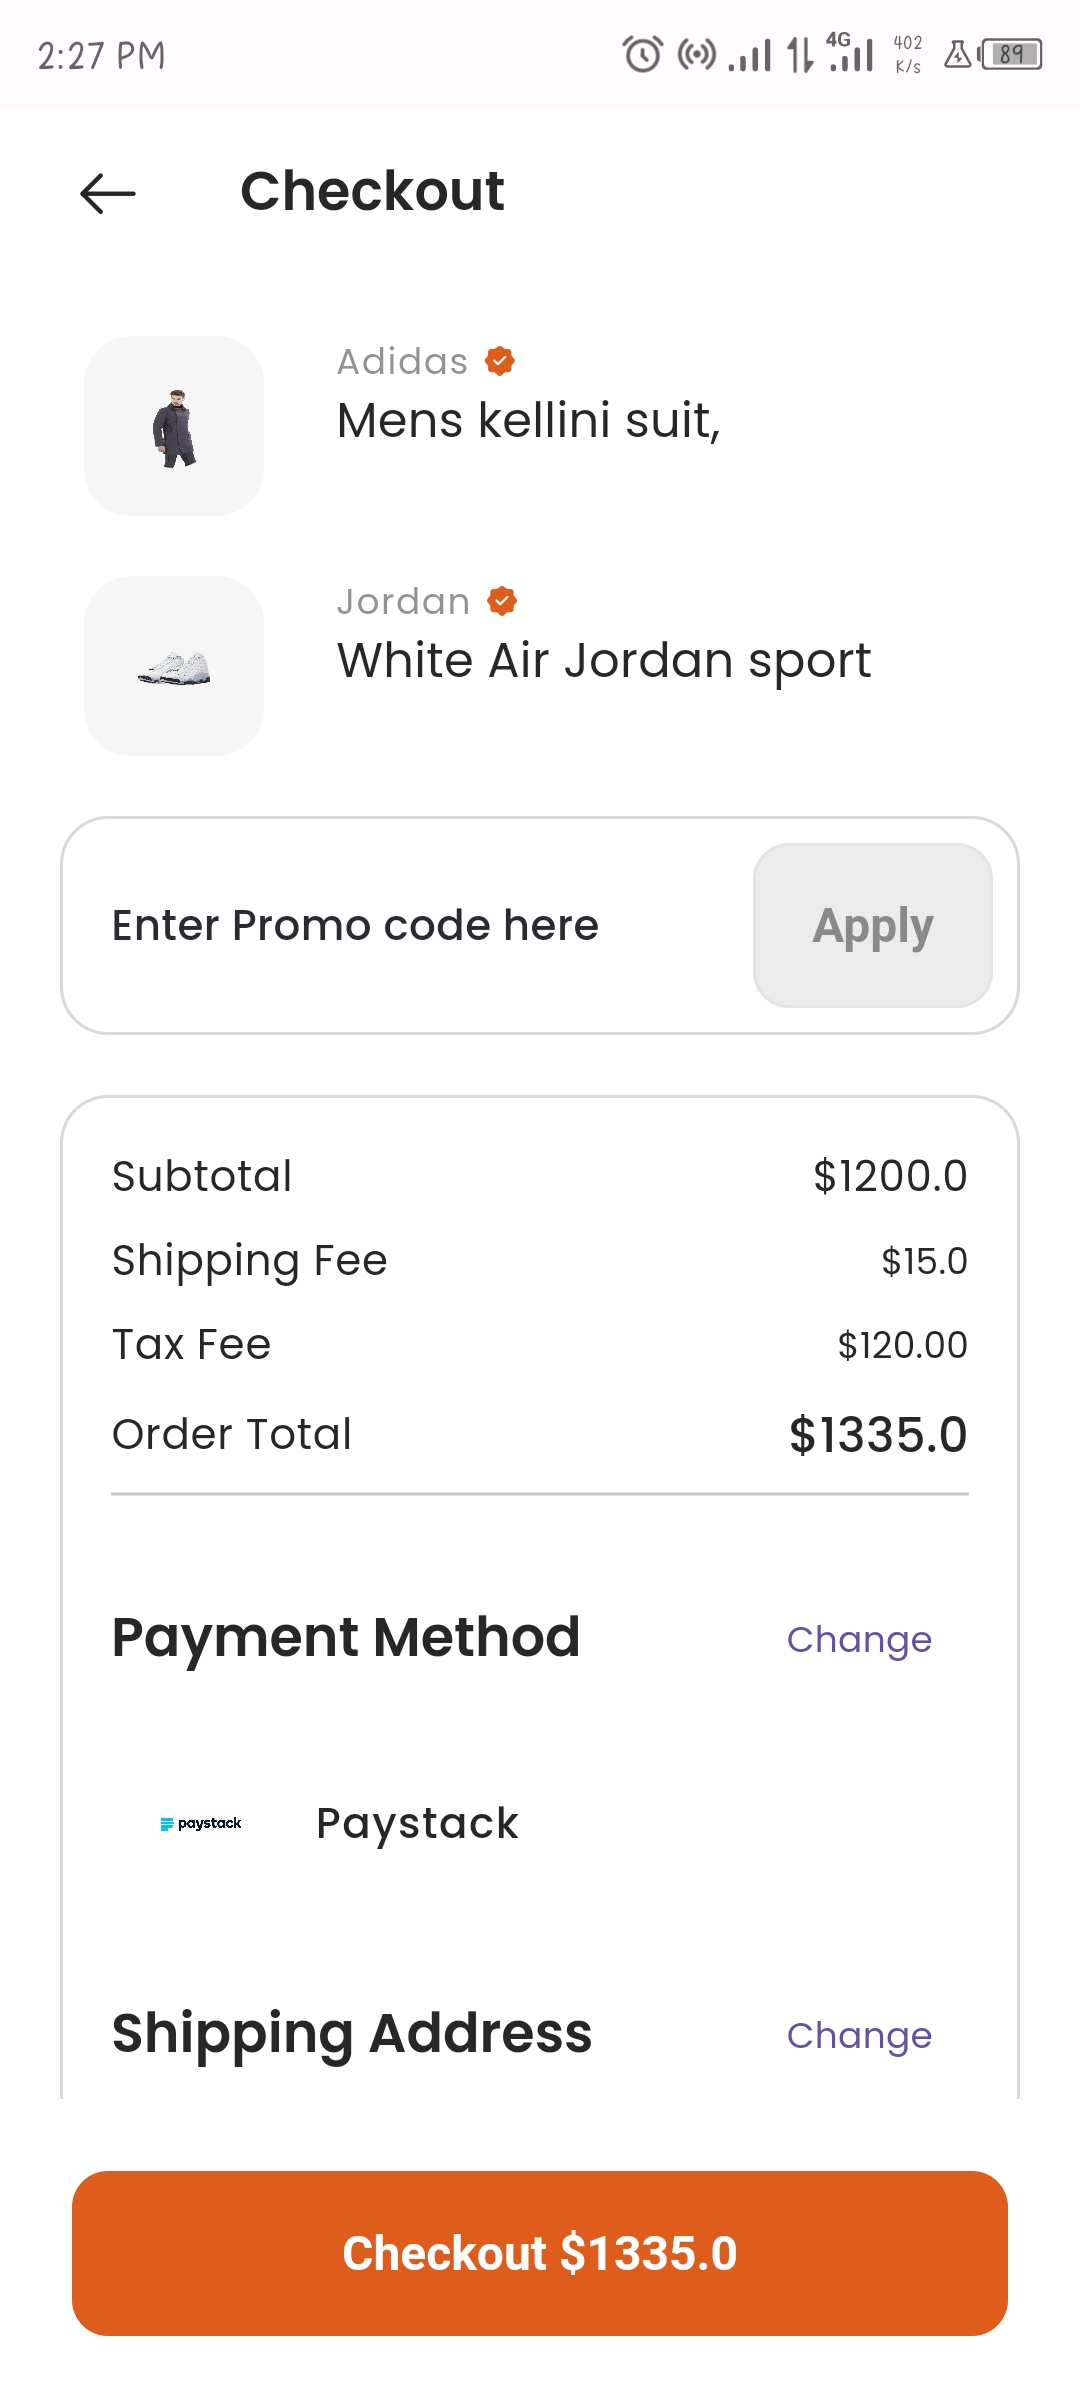 2:27 PM
4G
402
K/s
89
Checkout
Adidas
Mens kellini suit,
Jordan
White Air Jordan sport
Enter Promo code here
Apply
Subtotal $1200.0
Shipping Fee $15.0
Tax Fee $120.00
Order Total $1335.0
Payment Method Change
paystack Paystack
Shipping Address Change
Checkout $1335.0